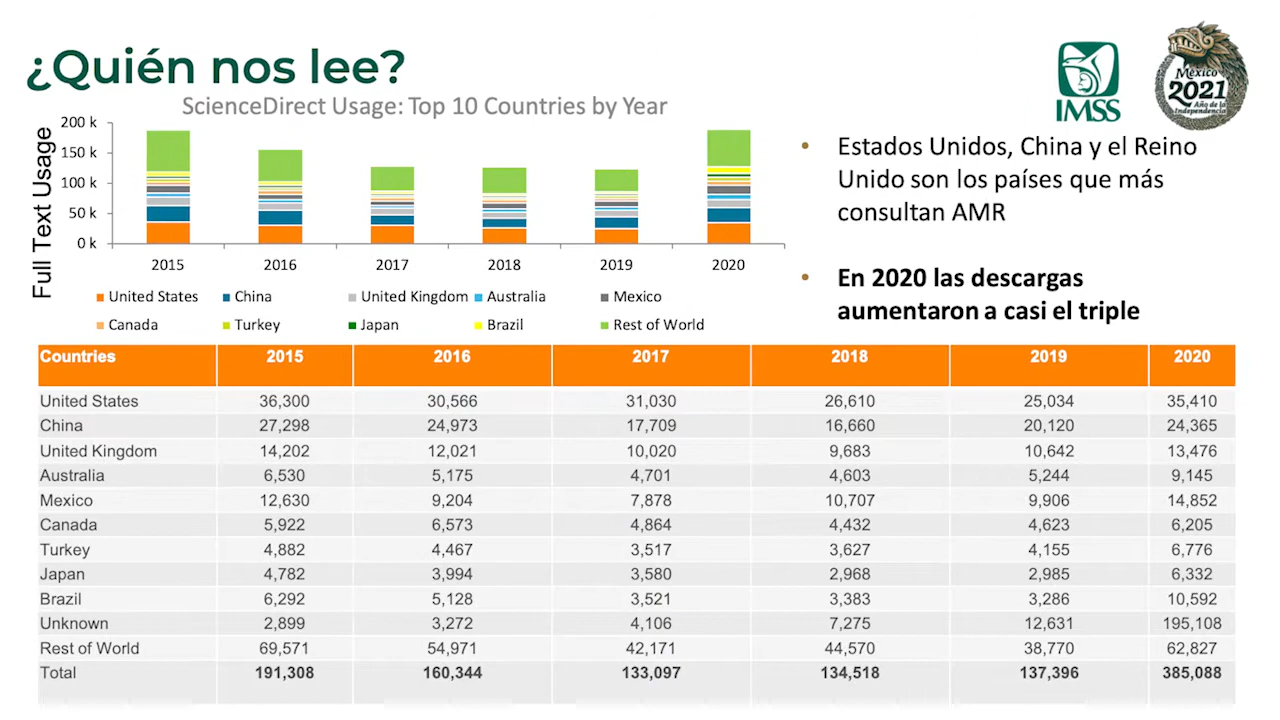 ¿Quién nos lee?
IMSS
México
2021
Año de la
Independencia
ScienceDirect Usage: Top 10 Countries by Year
Full Text Usage
200 k
150 k
100 k
50 k
0 k
2015 2016 2017 2018 2019 2020
United States China United Kingdom Australia Mexico
Canada Turkey Japan Brazil Rest of World
• Estados Unidos, China y el Reino
Unido son los países que más
consultan AMR
• En 2020 las descargas
aumentaron a casi el triple
Countries 2015 2016 2017 2018 2019 2020
United States 36,300 30,566 31,030 26,610 25,034 35,410
China 27,298 24,973 17,709 16,660 20,120 24,365
United Kingdom 14,202 12,021 10,020 9,683 10,642 13,476
Australia 6,530 5,175 4,701 4,603 5,244 9,145
Mexico 12,630 9,204 7,878 10,707 9,906 14,852
Canada 5,922 6,573 4,864 4,432 4,623 6,205
Turkey 4,882 4,467 3,517 3,627 4,155 6,776
Japan 4,782 3,994 3,580 2,968 2,985 6,332
Brazil 6,292 5,128 3,521 3,383 3,286 10,592
Unknown 2,899 3,272 4,106 7,275 12,631 195,108
Rest of World 69,571 54,971 42,171 44,570 38,770 62,827
Total 191,308 160,344 133,097 134,518 137,396 385,088